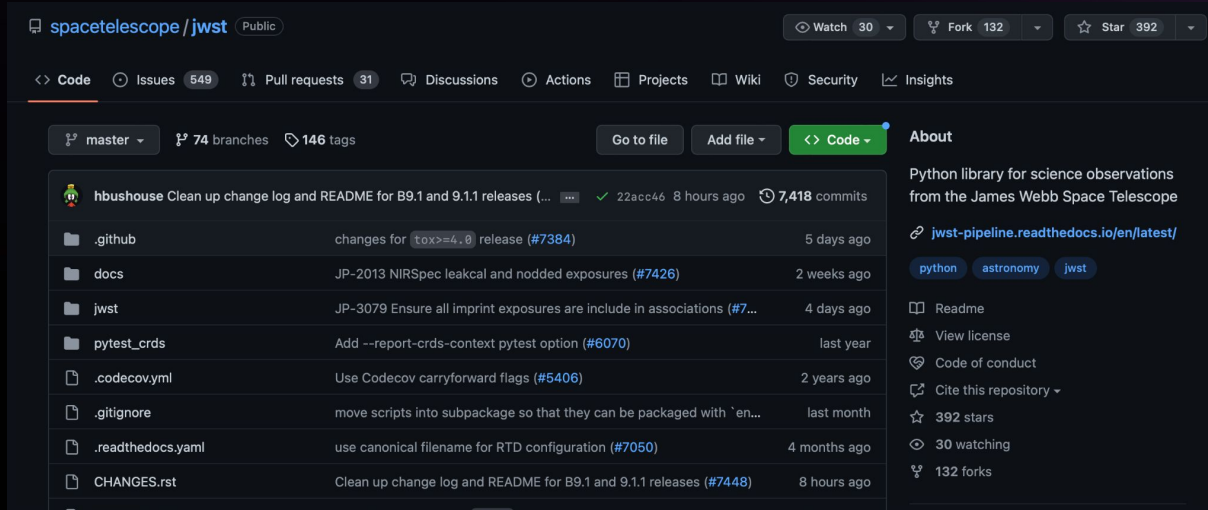 spacetelescope / jwst Public
Watch 30 Fork 132 Star 392
<> Code Issues 549 Pull requests 31 Discussions Actions Projects Wiki Security Insights
master 74 branches 146 tags Go to file Add file <> Code
hbushouse Clean up change log and README for B9.1 and 9.1.1 releases (... 22acc46 8 hours ago 7,418 commits
.github changes for tox>=4.0 release (#7384) 5 days ago
docs JP-2013 NIRSpec leakcal and nodded exposures (#7426) 2 weeks ago
jwst JP-3079 Ensure all imprint exposures are include in associations (#7... 4 days ago
pytest_crds Add --report-crds-context pytest option (#6070) last year
.codecov.yml Use Codecov carryforward flags (#5406) 2 years ago
.gitignore move scripts into subpackage so that they can be packaged with `en... last month
.readthedocs.yaml use canonical filename for RTD configuration (#7050) 4 months ago
CHANGES.rst Clean up change log and README for B9.1 and 9.1.1 releases (#7448) 8 hours ago
About
Python library for science observations
from the James Webb Space Telescope
jwst-pipeline.readthedocs.io/en/latest/
python astronomy jwst
Readme
View license
Code of conduct
Cite this repository
392 stars
30 watching
132 forks